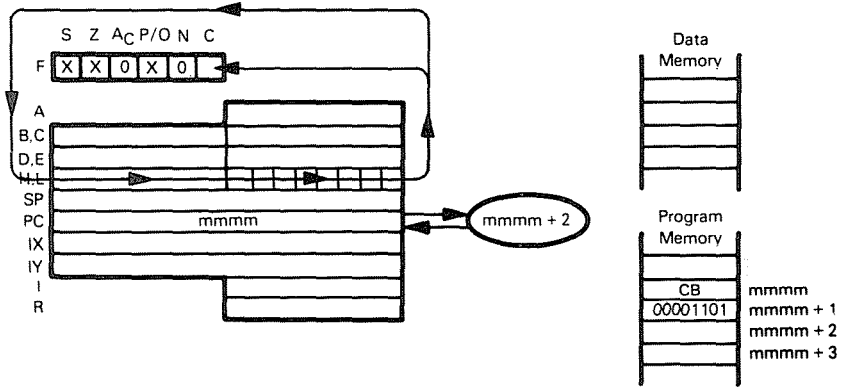 S Z AC P/O N C
F X X 0 X 0
A
B,C
D,E
H,L
SP
PC mmmm
mmmm + 2
IX
IY
I
R
Data
Memory
Program
Memory
CB mmmm
00001101 mmmm + 1
mmmm + 2
mmmm + 3